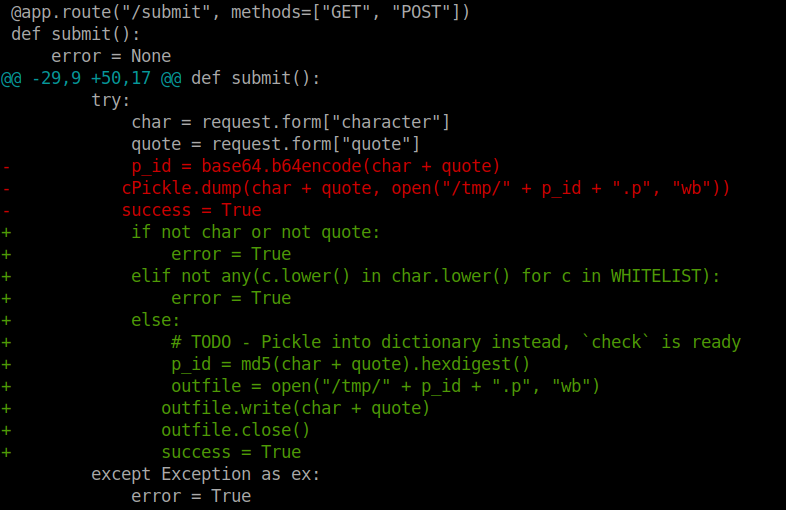 @app.route("/submit", methods=["GET", "POST"])
def submit():
    error = None
@@ -29,9 +50,17 @@ def submit():
        try:
            char = request.form["character"]
            quote = request.form["quote"]
-            p_id = base64.b64encode(char + quote)
-           cPickle.dump(char + quote, open("/tmp/" + p_id + ".p", "wb"))
-           success = True
+            if not char or not quote:
+                error = True
+            elif not any(c.lower() in char.lower() for c in WHITELIST):
+                error = True
+            else:
+                # TODO - Pickle into dictionary instead, `check` is ready
+                p_id = md5(char + quote).hexdigest()
+                outfile = open("/tmp/" + p_id + ".p", "wb")
+               outfile.write(char + quote)
+               outfile.close()
+               success = True
        except Exception as ex:
            error = True